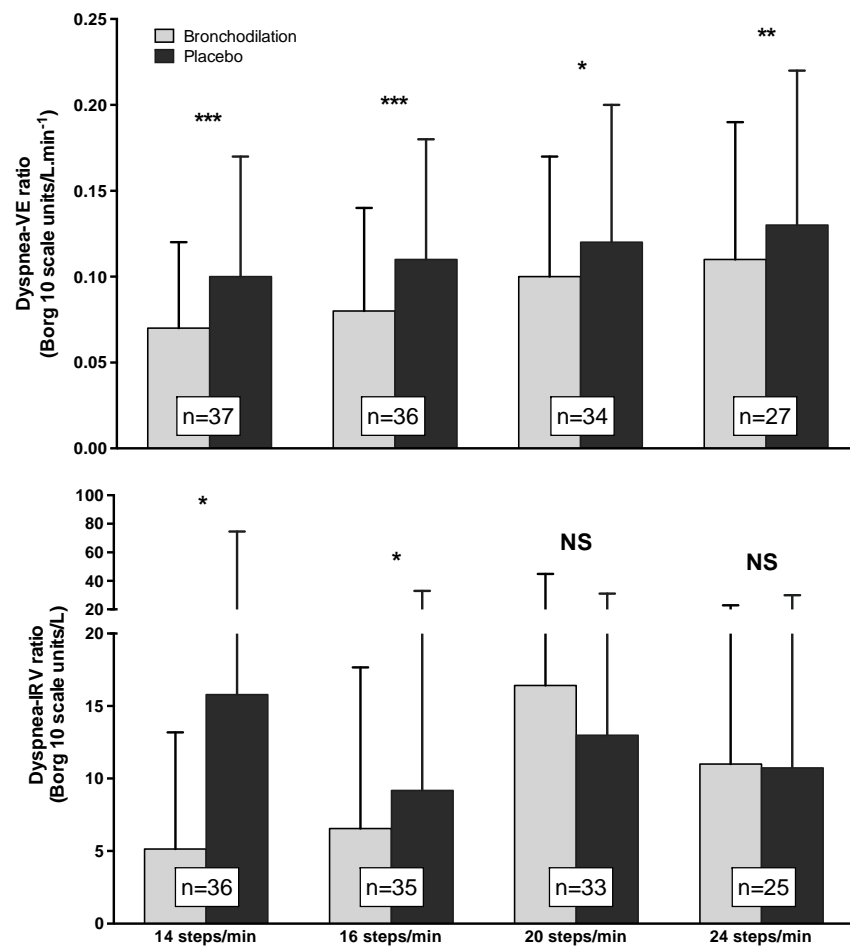 0.25
Bronchodilation
Placebo
**
*
0.20
***
***
0.15
0.10
0.05
0.00
Dyspnea-VE ratio
(Borg 10 scale units/L.min⁻¹)
n=37
n=36
n=34
n=27
100
80
60
40
20
*
*
NS
NS
20
15
10
5
0
Dyspnea-IRV ratio
(Borg 10 scale units/L)
n=36
n=35
n=33
n=25
14 steps/min
16 steps/min
20 steps/min
24 steps/min